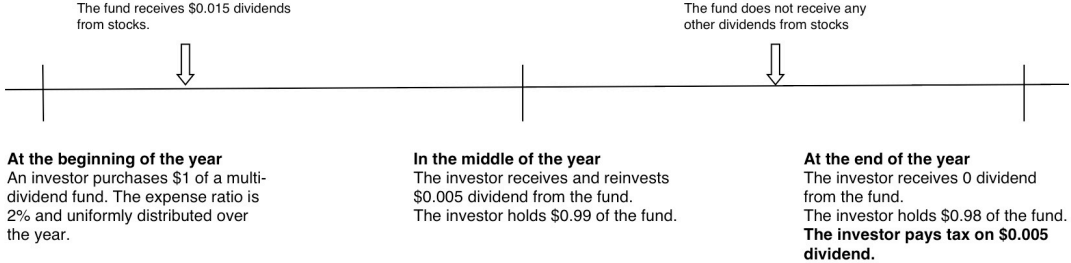 The fund receives $0.015 dividends
from stocks.
The fund does not receive any
other dividends from stocks
At the beginning of the year
An investor purchases $1 of a multi-
dividend fund. The expense ratio is
2% and uniformly distributed over
the year.
In the middle of the year
The investor receives and reinvests
$0.005 dividend from the fund.
The investor holds $0.99 of the fund.
At the end of the year
The investor receives 0 dividend
from the fund.
The investor holds $0.98 of the fund.
The investor pays tax on $0.005
dividend.